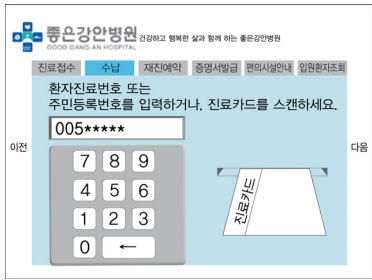 좋은강안병원 건강하고 행복한 삶과 함께 하는 좋은강안병원
GOOD GANG-AN HOSPITAL
진료접수 수납 재진예약 증명서발급 편의시설안내 입원환자조회
환자진료번호 또는
주민등록번호를 입력하거나, 진료카드를 스캔하세요.
005*****
이전
다음
7 8 9
4 5 6
1 2 3
0 ←
진료카드